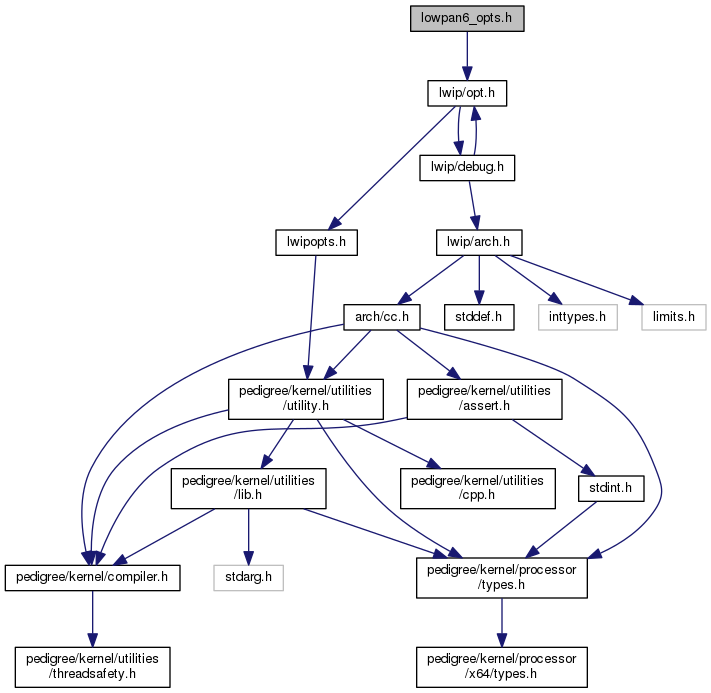 lowpan6_opts.h
lwip/opt.h
lwip/debug.h
lwipopts.h
lwip/arch.h
arch/cc.h
stddef.h
inttypes.h
limits.h
pedigree/kernel/utilities
/utility.h
pedigree/kernel/utilities
/assert.h
pedigree/kernel/utilities
/lib.h
pedigree/kernel/utilities
/cpp.h
stdint.h
pedigree/kernel/compiler.h
stdarg.h
pedigree/kernel/processor
/types.h
pedigree/kernel/utilities
/threadsafety.h
pedigree/kernel/processor
/x64/types.h